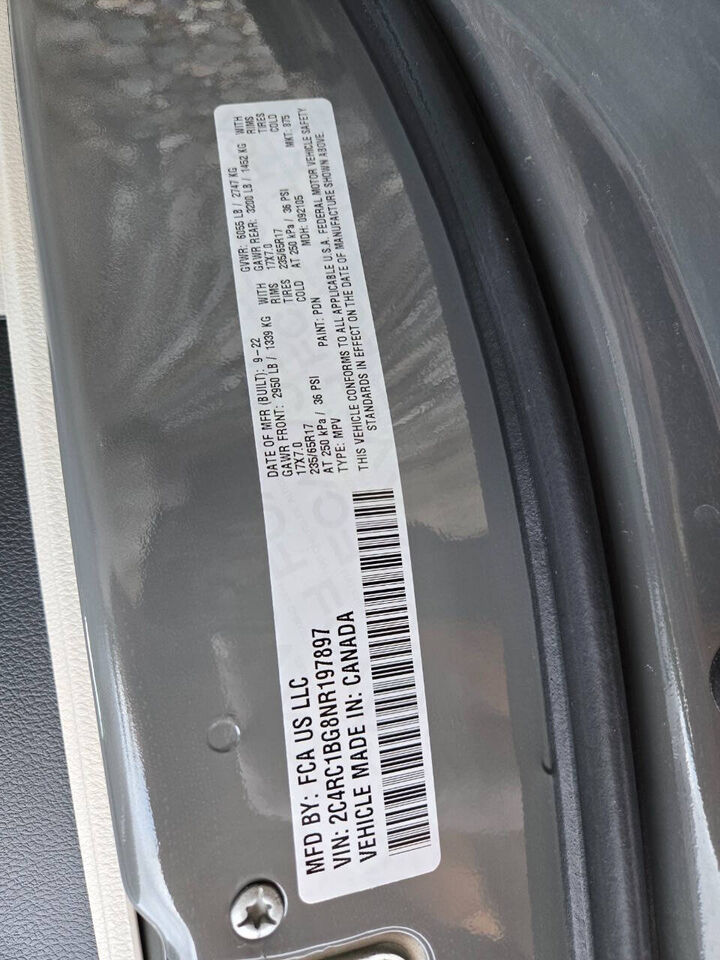 MFD BY: FCA US LLC
VIN: 2C4RC1BG8NR197897
VEHICLE MADE IN: CANADA
DATE OF MFR (BUILT): 9-22 GVWR: 6055 LB / 2747 KG
GAWR FRONT: 2950 LB / 1339 KG WITH GAWR REAR: 3200 LB / 1452 KG WITH
17X7.0 RIMS 17X7.0 RIMS
235/65R17 TIRES 235/65R17 TIRES
AT 250 kPa / 36 PSI COLD AT 250 kPa / 36 PSI COLD
TYPE: MPV PAINT: PDN MDH: 092105 MKT: 875
THIS VEHICLE CONFORMS TO ALL APPLICABLE U.S.A. FEDERAL MOTOR VEHICLE SAFETY
STANDARDS IN EFFECT ON THE DATE OF MANUFACTURE SHOWN ABOVE.